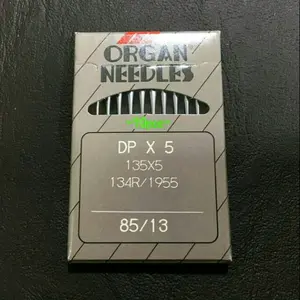 ORGAN
NEEDLES
DP X 5
135X5
134R/1955
85/13